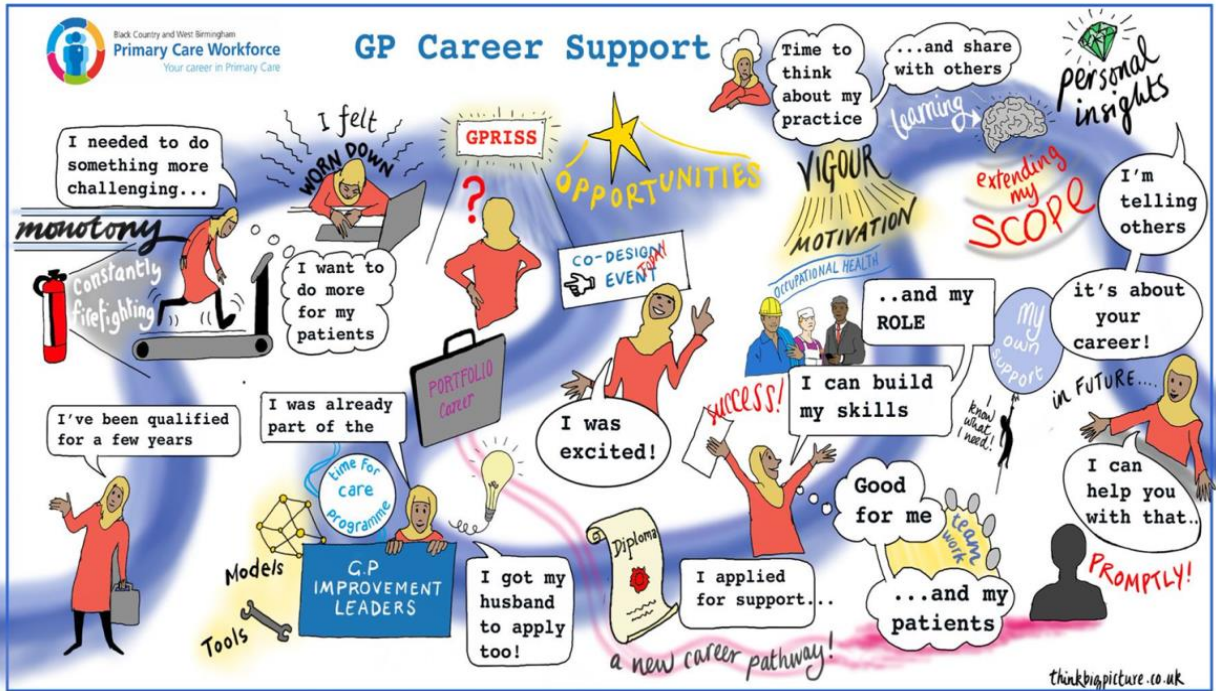 Black Country and West Birmingham
Primary Care Workforce
Your career in Primary Care
GP Career Support
I've been qualified
for a few years
I needed to do
something more
challenging...
monotony
constantly
firefighting
I felt
WORN DOWN
I want to
do more
for my
patients
I was already
part of the
time for
care
programme
Models
Tools
G.P
IMPROVEMENT
LEADERS
I got my
husband
to apply
too!
GPRISS
?
PORTFOLIO
career
OPPORTUNITIES
CO-DESIGN
EVENT
TODAY
I was
excited!
Diploma
I applied
for support...
a new career pathway!
SUCCESS!
I can build
my skills
..and my
ROLE
OCCUPATIONAL HEALTH
VIGOUR
MOTIVATION
Time to
think
about my
practice
...and share
with others
learning
extending
my
SCOPE
personal
insights
my
own
support
I
know
what
I
need!
Good
for me
team
work
...and my
patients
I'm
telling
others
it's about
your
career!
in FUTURE....
I can
help you
with that..
PROMPTLY!
thinkbigpicture.co.uk